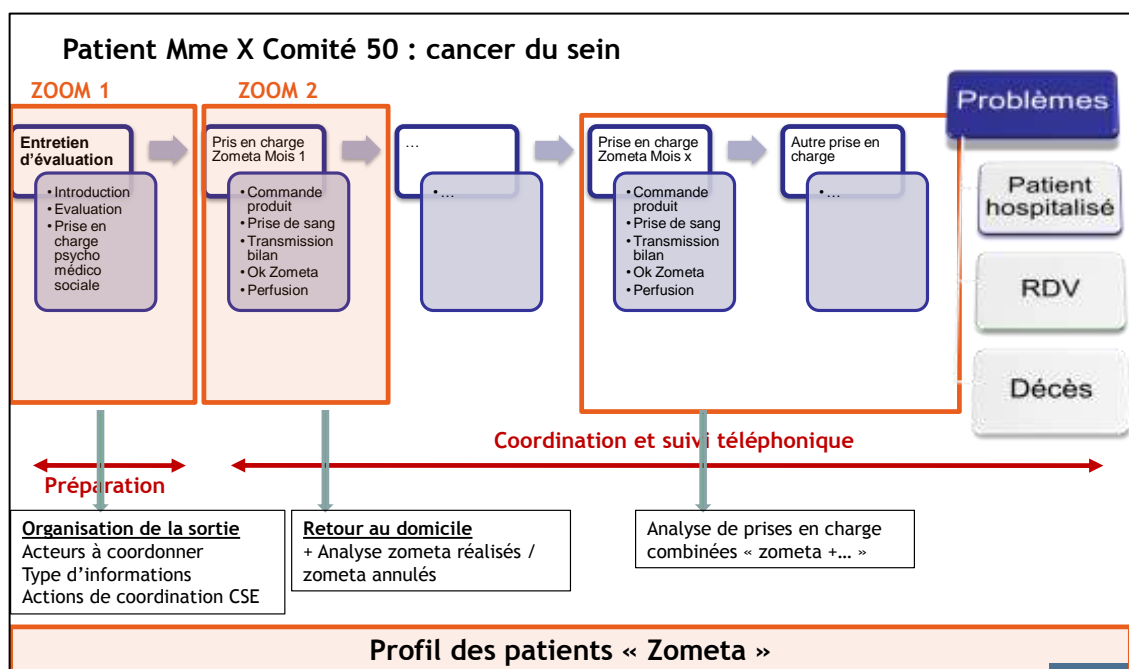 Patient Mme X Comité 50 : cancer du sein
ZOOM 1
ZOOM 2
Entretien
d'évaluation
• Introduction
• Evaluation
• Prise en
charge
psycho
médico
sociale
Pris en charge
Zometa Mois 1
• Commande
produit
• Prise de sang
• Transmission
bilan
• Ok Zometa
• Perfusion
…
• …
Prise en charge
Zometa Mois x
• Commande
produit
• Prise de sang
• Transmission
bilan
• Ok Zometa
• Perfusion
Autre prise en
charge
• …
Problèmes
Patient
hospitalisé
RDV
Décès
Coordination et suivi téléphonique
Préparation
Organisation de la sortie
Acteurs à coordonner
Type d'informations
Actions de coordination CSE
Retour au domicile
+ Analyse zometa réalisés /
zometa annulés
Analyse de prises en charge
combinées « zometa +… »
Profil des patients « Zometa »